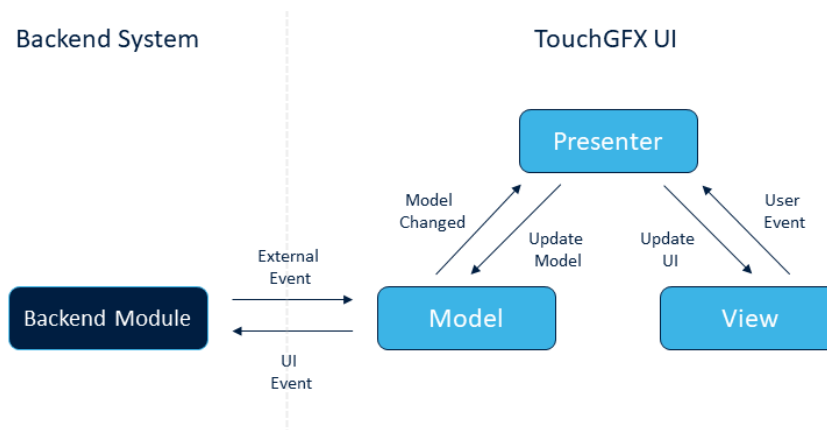 Backend System
TouchGFX UI
Presenter
Model
Changed
Update
Model
Update
UI
User
Event
External
Event
Backend Module
Model
View
UI
Event